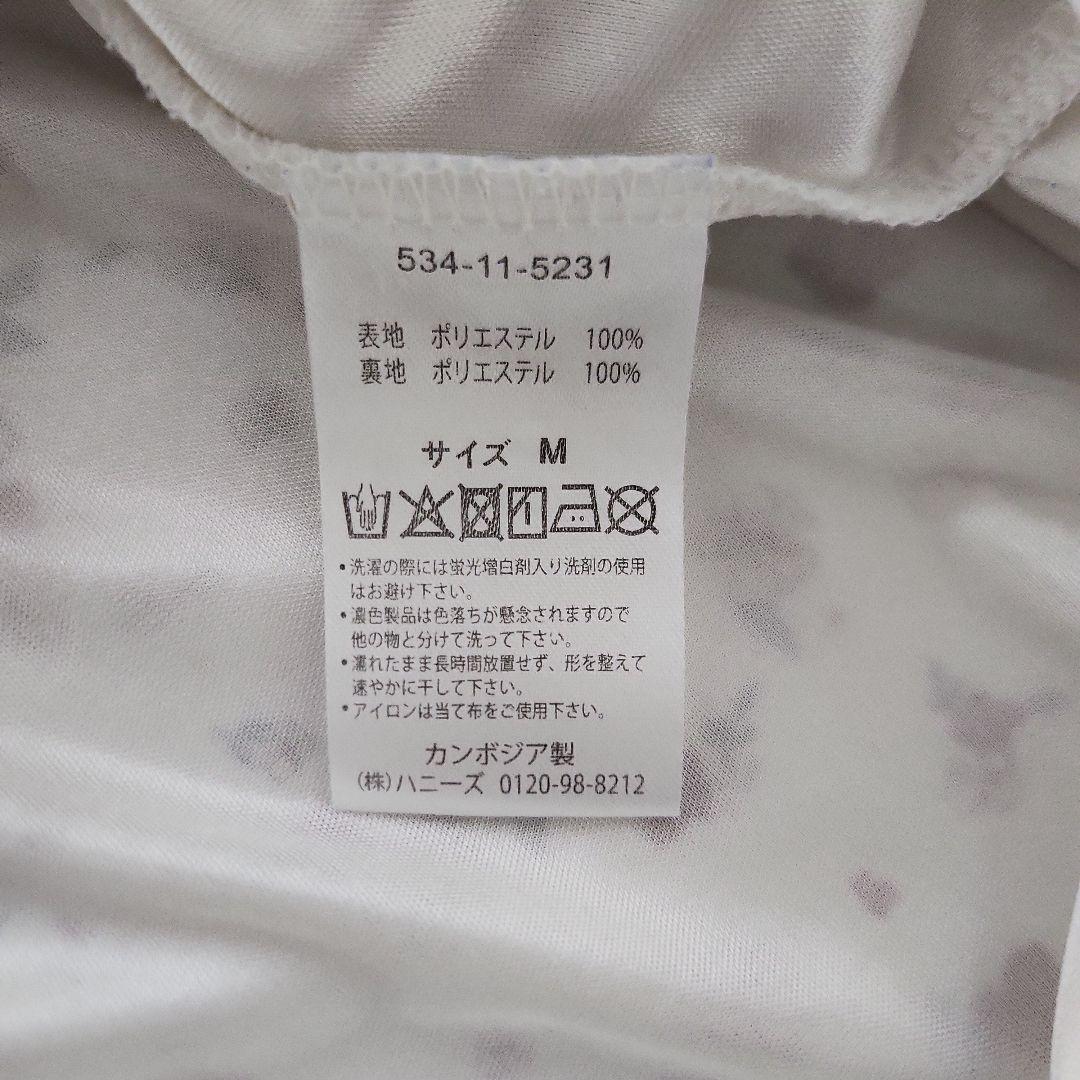 534-11-5231
表地 ポリエステル 100%
裏地 ポリエステル 100%
サイズ M
•洗濯の際には蛍光増白剤入り洗剤の使用
はお避け下さい。
•濃色製品は色落ちが懸念されますので
他の物と分けて洗って下さい。
•濡れたまま長時間放置せず、形を整えて
速やかに干して下さい。
•アイロンは当て布をご使用下さい。
カンボジア製
(株)ハニーズ 0120-98-8212